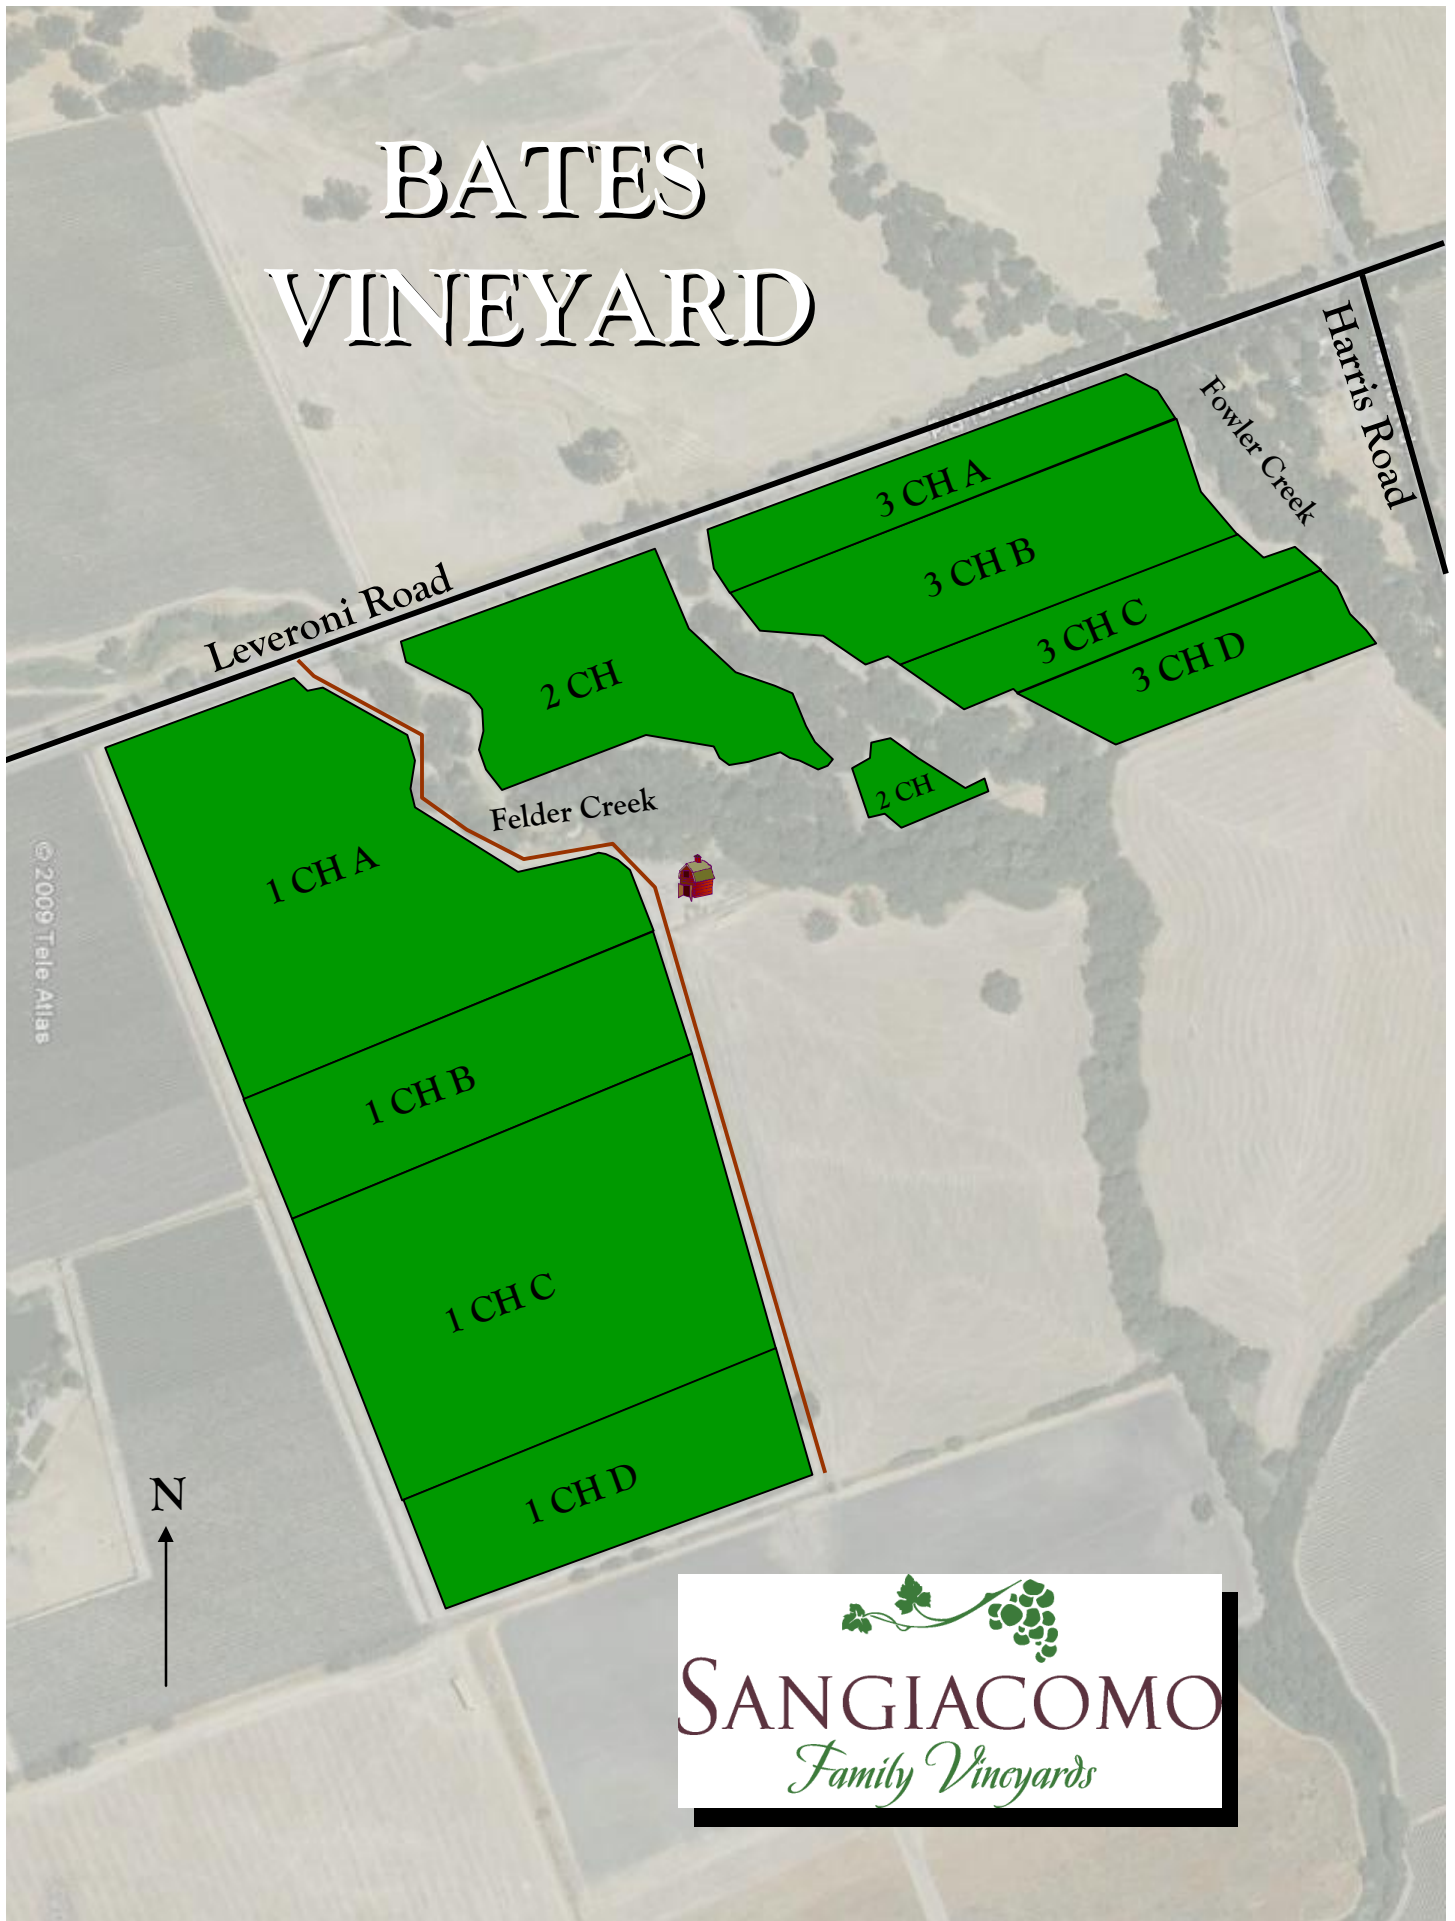 BATES
VINEYARD
Harris Road
Fowler Creek
3 CH A
3 CH B
3 CH C
3 CH D
Leveroni Road
2 CH
2 CH
Felder Creek
1 CH A
1 CH B
1 CH C
1 CH D
©2009 Tele Atlas
N
SANGIACOMO
Family Vineyards